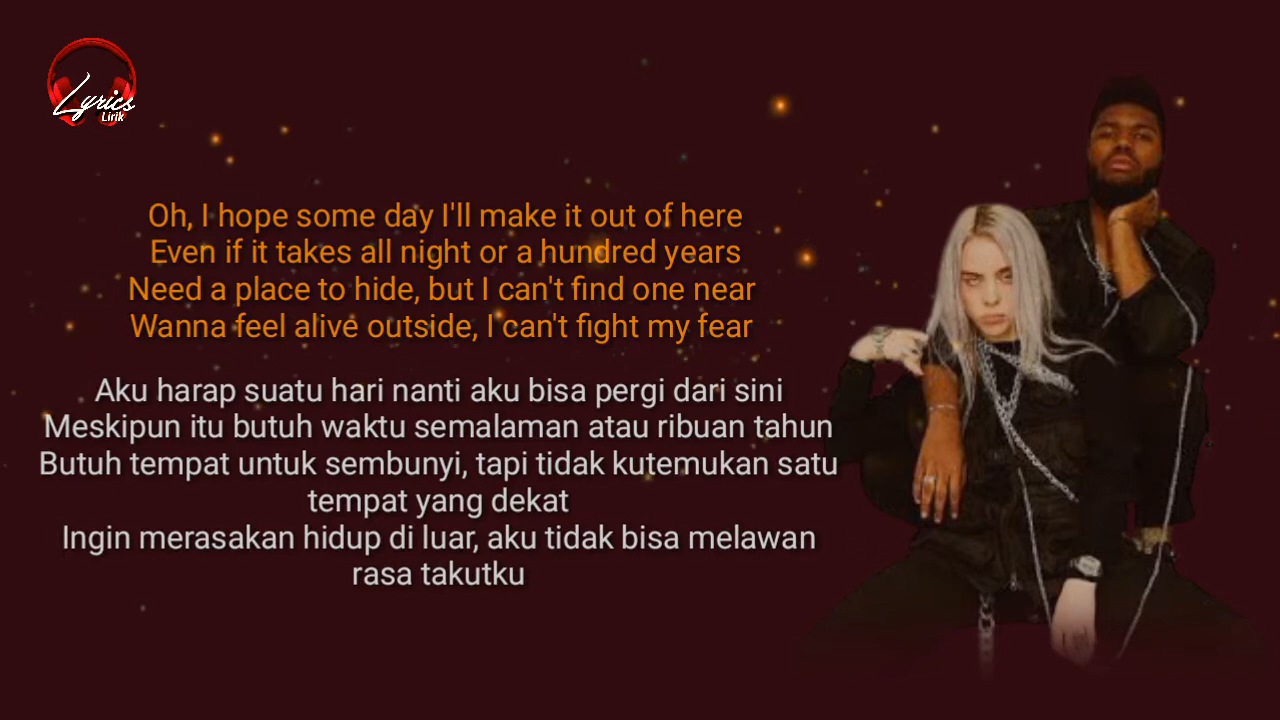 Lyrics
Lirik
Oh, I hope some day I'll make it out of here
Even if it takes all night or a hundred years
Need a place to hide, but I can't find one near
Wanna feel alive outside, I can't fight my fear
Aku harap suatu hari nanti aku bisa pergi dari sini
Meskipun itu butuh waktu semalaman atau ribuan tahun
Butuh tempat untuk sembunyi, tapi tidak kutemukan satu
tempat yang dekat
Ingin merasakan hidup di luar, aku tidak bisa melawan
rasa takutku